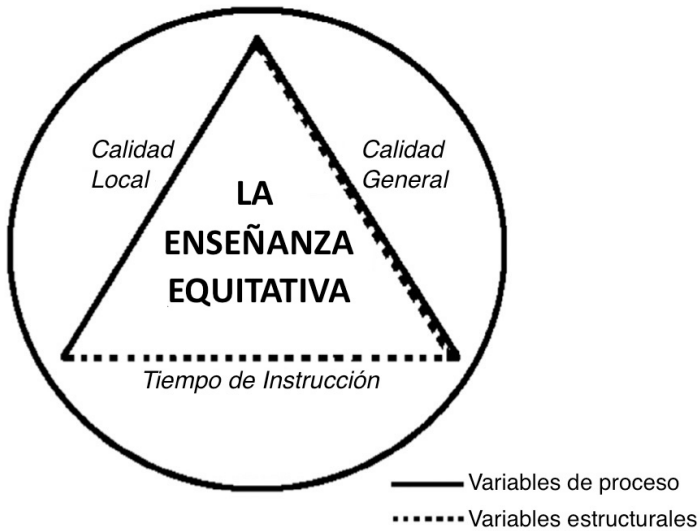 Calidad
Local
Calidad
General
LA
ENSEÑANZA
EQUITATIVA
Tiempo de Instrucción
Variables de proceso
Variables estructurales